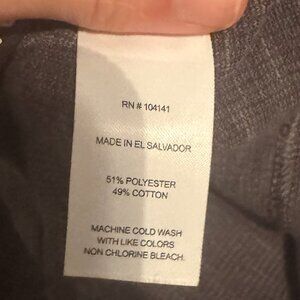 RN # 104141
MADE IN EL SALVADOR
51% POLYESTER
49% COTTON
MACHINE COLD WASH
WITH LIKE COLORS
NON CHLORINE BLEACH.